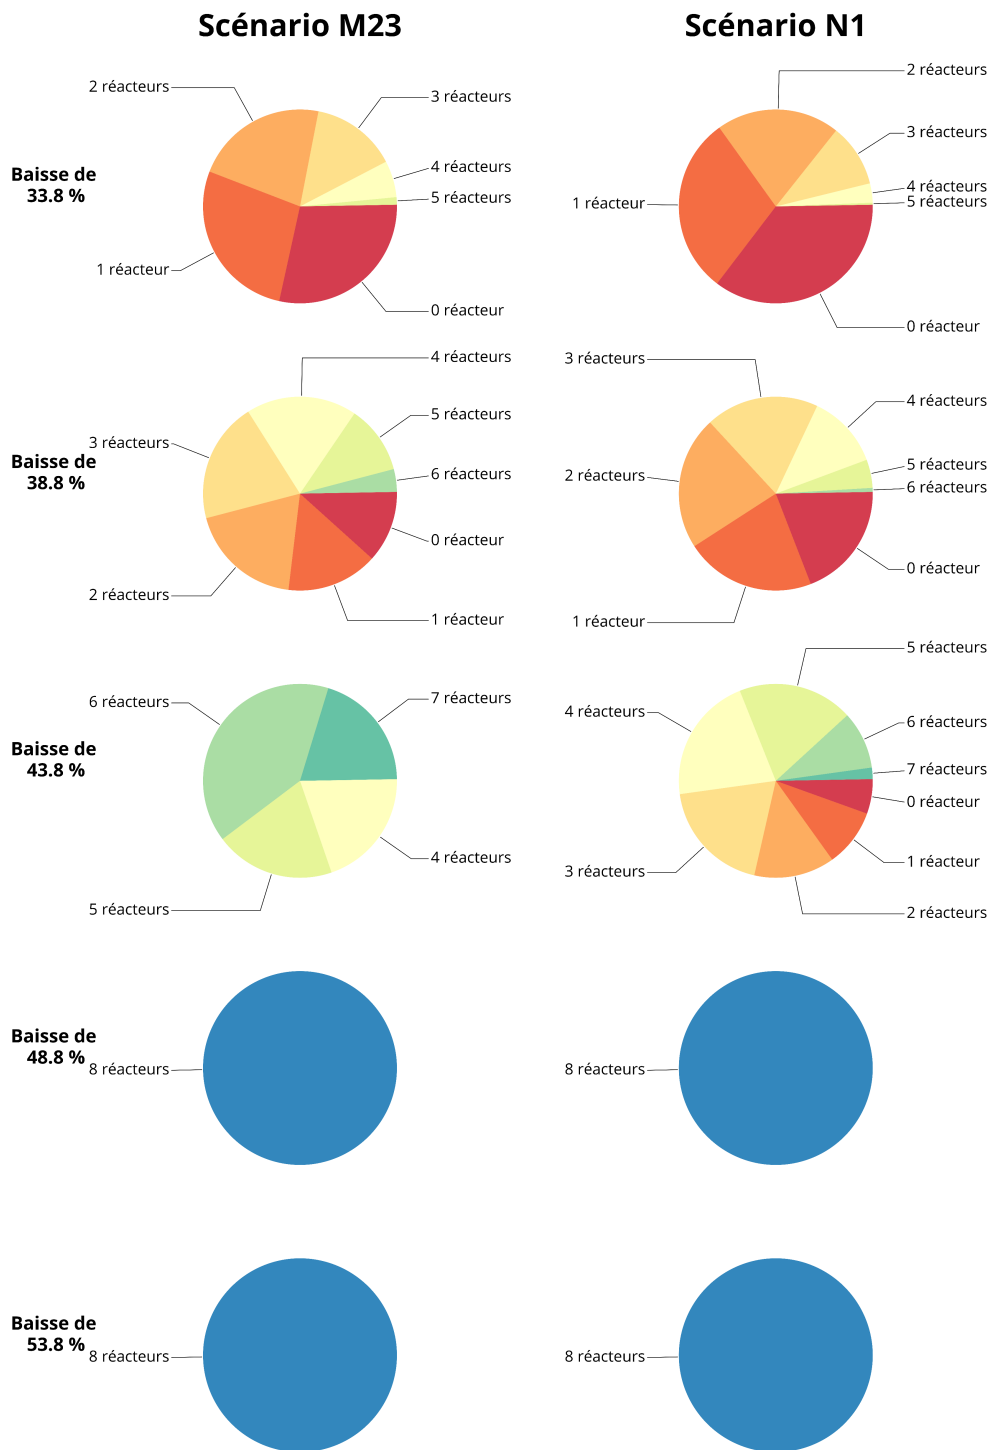 Scénario M23
Scénario N1
Baisse de
33.8 %
2 réacteurs
3 réacteurs
4 réacteurs
5 réacteurs
1 réacteur
0 réacteur
2 réacteurs
3 réacteurs
4 réacteurs
5 réacteurs
1 réacteur
0 réacteur
Baisse de
38.8 %
4 réacteurs
5 réacteurs
3 réacteurs
6 réacteurs
0 réacteur
2 réacteurs
1 réacteur
3 réacteurs
4 réacteurs
5 réacteurs
2 réacteurs
6 réacteurs
0 réacteur
1 réacteur
Baisse de
43.8 %
6 réacteurs
7 réacteurs
4 réacteurs
5 réacteurs
5 réacteurs
4 réacteurs
6 réacteurs
7 réacteurs
0 réacteur
1 réacteur
3 réacteurs
2 réacteurs
Baisse de
48.8 %
8 réacteurs
8 réacteurs
Baisse de
53.8 %
8 réacteurs
8 réacteurs